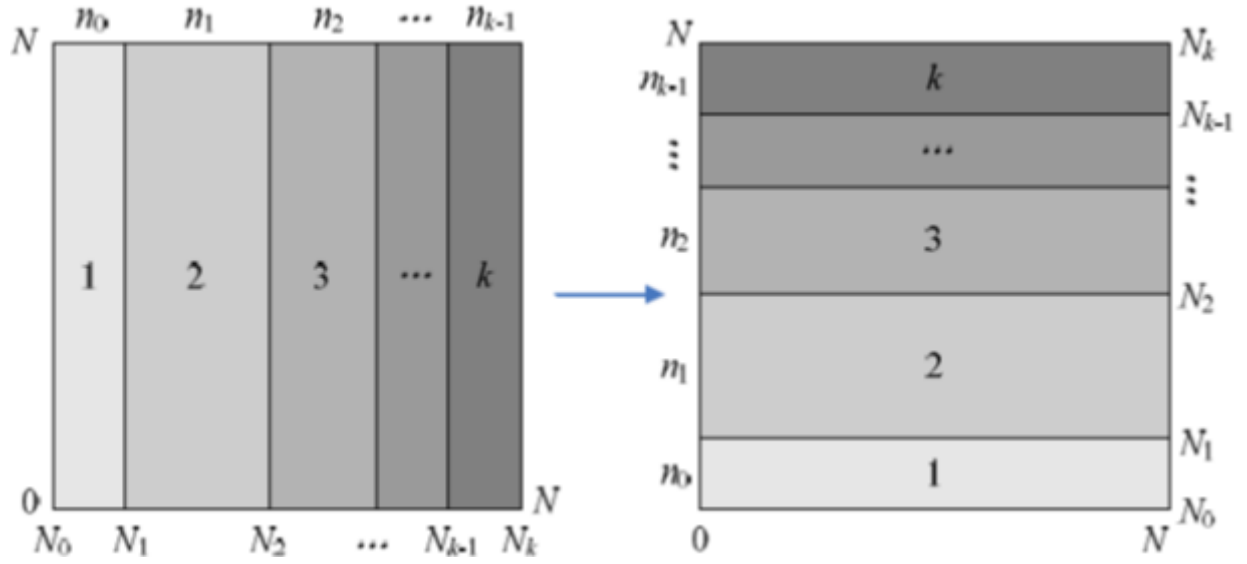 n₀ n₁ n₂ ... nₖ₋₁
N
1 2 3 ... k
0 N
N₀ N₁ N₂ ... Nₖ₋₁ Nₖ
N Nₖ
nₖ₋₁ k
Nₖ₋₁
⋮ ... ⋮
n₂ 3
N₂
n₁ 2
N₁
n₀ 1
N₀
0 N